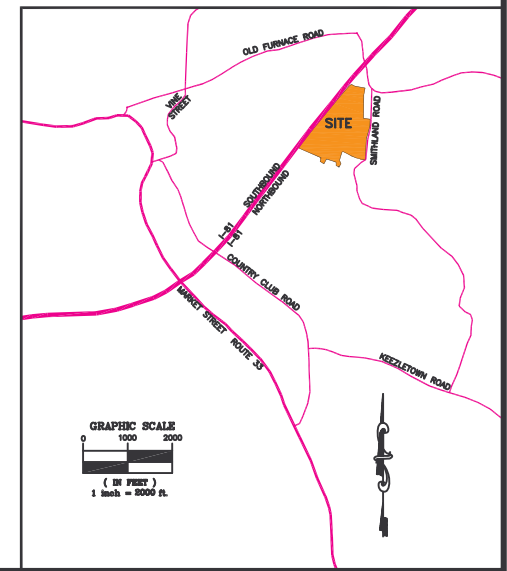 OLD FURNACE ROAD
VINE
STREET
SITE
SMITHLAND ROAD
SOUTHBOUND
NORTHBOUND
I-81
I-81
COUNTRY CLUB ROAD
MARKET STREET ROUTE 33
KEEZLETOWN ROAD
GRAPHIC SCALE
0 1000 2000
( IN FEET )
1 inch = 2000 ft.